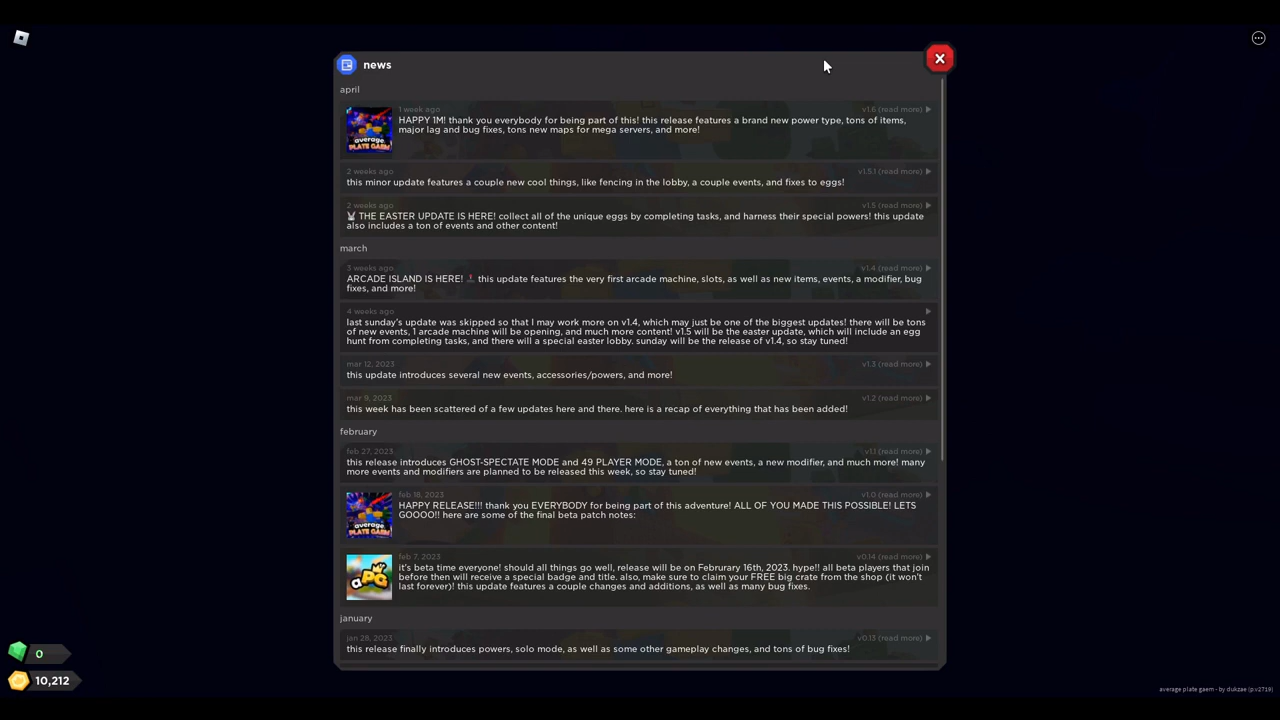 news
april
1 week ago
v1.6 (read more) ▶
HAPPY 1M! thank you everybody for being part of this! this release features a brand new power type, tons of items,
major lag and bug fixes, tons new maps for mega servers, and more!
average
PLATE GAEM
2 weeks ago
v1.5.1 (read more) ▶
this minor update features a couple new cool things, like fencing in the lobby, a couple events, and fixes to eggs!
2 weeks ago
v1.5 (read more) ▶
THE EASTER UPDATE IS HERE! collect all of the unique eggs by completing tasks, and harness their special powers! this update
also includes a ton of events and other content!
march
3 weeks ago
v1.4 (read more) ▶
ARCADE ISLAND IS HERE! 🕹️ this update features the very first arcade machine, slots, as well as new items, events, a modifier, bug
fixes, and more!
4 weeks ago
▶
last sunday's update was skipped so that I may work more on v1.4, which may just be one of the biggest updates! there will be tons
of new events, 1 arcade machine will be opening, and much more content! v1.5 will be the easter update, which will include an egg
hunt from completing tasks, and there will a special easter lobby. sunday will be the release of v1.4, so stay tuned!
mar 12, 2023
v1.3 (read more) ▶
this update introduces several new events, accessories/powers, and more!
mar 9, 2023
v1.2 (read more) ▶
this week has been scattered of a few updates here and there. here is a recap of everything that has been added!
february
feb 27, 2023
v1.1 (read more) ▶
this release introduces GHOST-SPECTATE MODE and 49 PLAYER MODE, a ton of new events, a new modifier, and much more! many
more events and modifiers are planned to be released this week, so stay tuned!
feb 18, 2023
v1.0 (read more) ▶
HAPPY RELEASE!!! thank you EVERYBODY for being part of this adventure! ALL OF YOU MADE THIS POSSIBLE! LETS
GOOOO!! here are some of the final beta patch notes:
average
PLATE GAEM
feb 7, 2023
v0.14 (read more) ▶
it's beta time everyone! should all things go well, release will be on Februrary 16th, 2023. hype!! all beta players that join
before then will receive a special badge and title. also, make sure to claim your FREE big crate from the shop (it won't
last forever)! this update features a couple changes and additions, as well as many bug fixes.
aPG
january
jan 28, 2023
v0.13 (read more) ▶
this release finally introduces powers, solo mode, as well as some other gameplay changes, and tons of bug fixes!
0
10,212
average plate gaem - by dukzae (p.v2719)